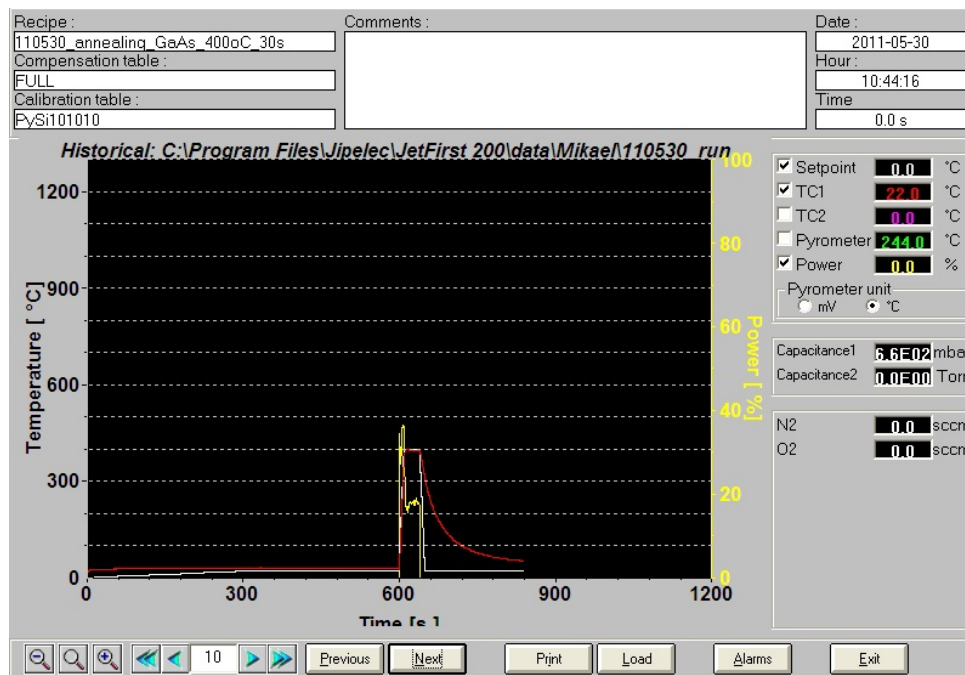 Recipe : Comments : Date :
110530_annealing_GaAs_400oC_30s 2011-05-30
Compensation table : Hour :
FULL 10:44:16
Calibration table : Time
PySi101010 0.0 s
Historical: C:\Program Files\Jipelec\JetFirst 200\data\Mikael\110530_run
100
Setpoint 0.0 °C
1200 TC1 22.0 °C
TC2 0.0 °C
80 Pyrometer 244.0 °C
Power 0.0 %
900 Pyrometer unit
mV °C
Temperature [ °C]
60
Power [ %]
Capacitance1 6.6E02 mba
600 Capacitance2 0.0E00 Torr
40
N2 0.0 sccm
O2 0.0 sccm
300
20
0 0
0 300 600 900 1200
Time [s ]
10 Previous Next Print Load Alarms Exit